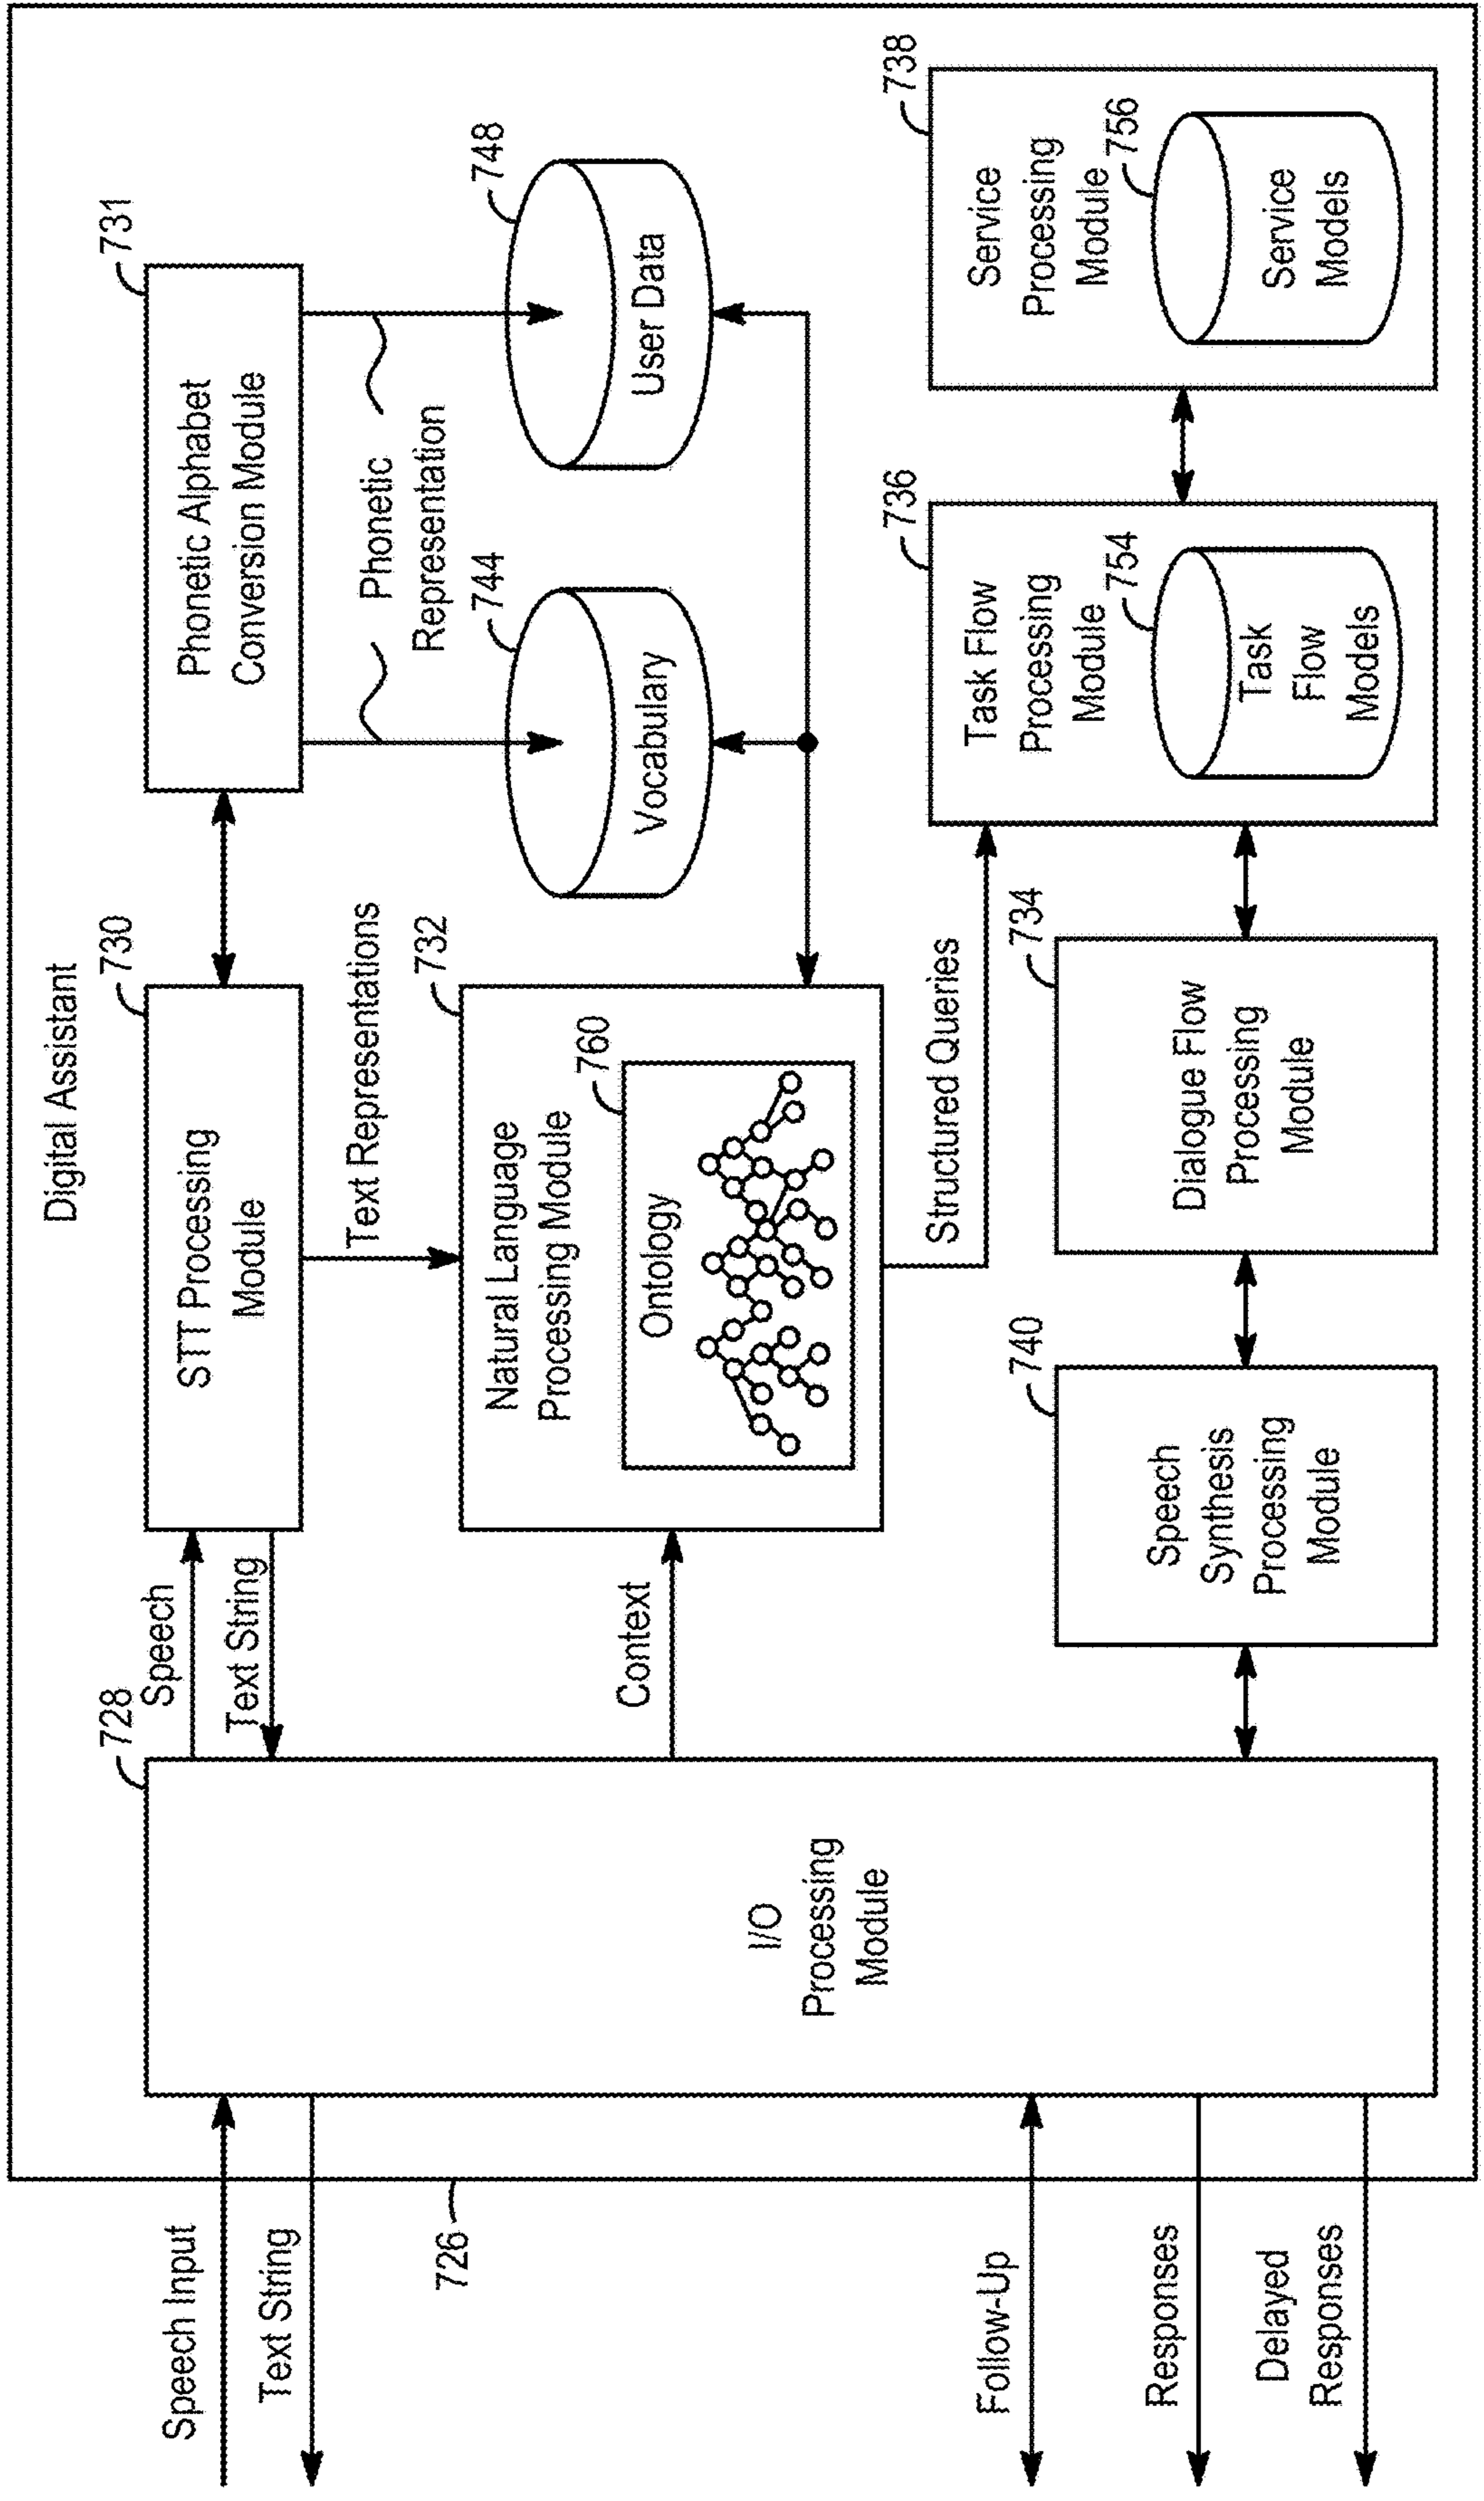 Digital Assistant
726
Speech Input
Text String
Follow-Up
Responses
Delayed
Responses
728
I/O
Processing
Module
Speech
Text String
Context
730
STT Processing
Module
731
Phonetic Alphabet
Conversion Module
Text Representations
Phonetic
Representation
732
Natural Language
Processing Module
760
Ontology
744
Vocabulary
748
User Data
Structured Queries
740
Speech
Synthesis
Processing
Module
734
Dialogue Flow
Processing
Module
736
Task Flow
Processing
Module
754
Task
Flow
Models
738
Service
Processing
Module
756
Service
Models